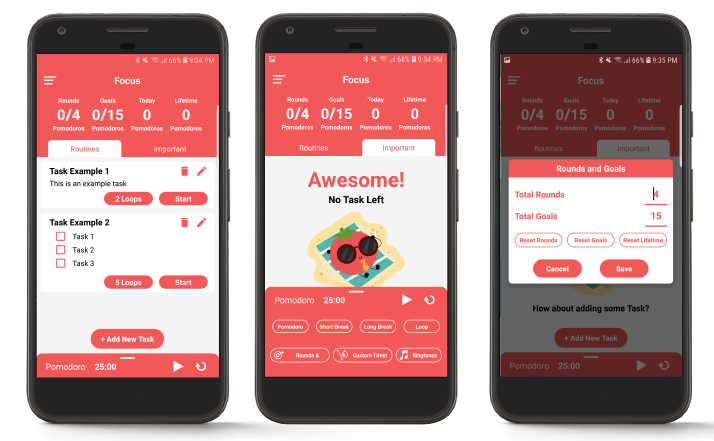 66% 9:34 PM
Focus
Rounds Goals Today Lifetime
0/4 0/15 0 0
Pomodoros Pomodoros Pomodoros Pomodoros
Routines Important
Task Example 1
This is an example task
2 Loops Start
Task Example 2
Task 1
Task 2
Task 3
5 Loops Start
+ Add New Task
Pomodoro 25:00
66% 9:34 PM
Focus
Rounds Goals Today Lifetime
0/4 0/15 0 0
Pomodoros Pomodoros Pomodoros Pomodoros
Routines Important
Awesome!
No Task Left
Pomodoro 25:00
Pomodoro Short Break Long Break Loop
Rounds & Custom Timer Ringtones
66% 9:35 PM
Focus
Rounds Goals Today Lifetime
0/4 0/15 0 0
Pomodoros Pomodoros Pomodoros Pomodoros
Routines Important
Rounds and Goals
Total Rounds 4
Total Goals 15
Reset Rounds Reset Goals Reset Lifetime
Cancel Save
How about adding some Task?
+ Add New Task
Pomodoro 25:00